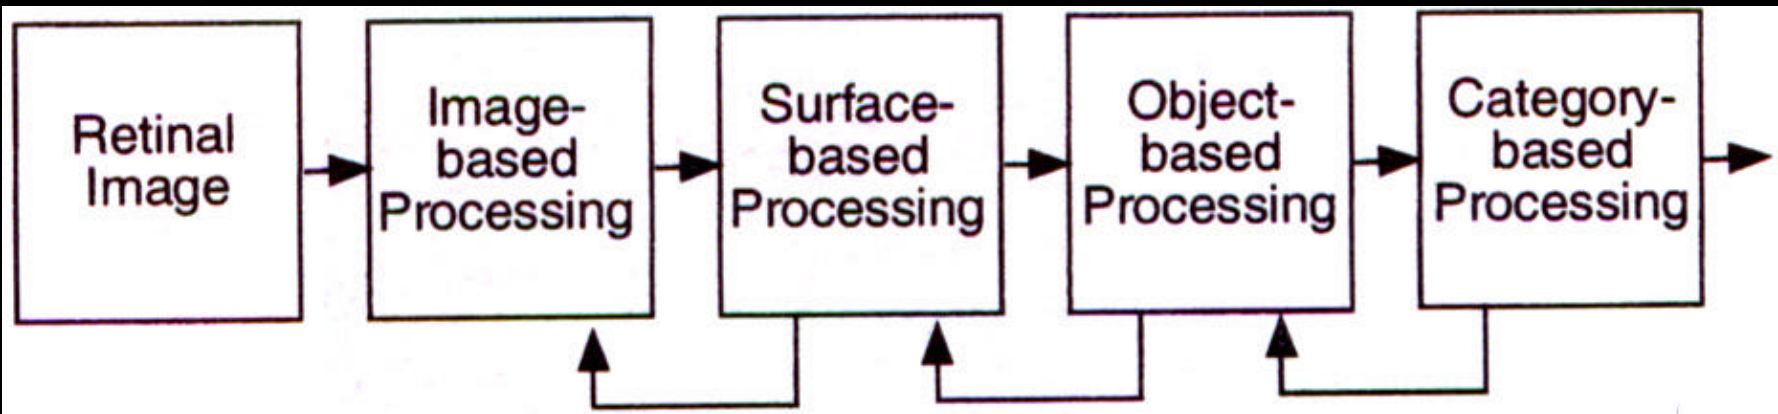 Retinal
Image
Image-
based
Processing
Surface-
based
Processing
Object-
based
Processing
Category-
based
Processing